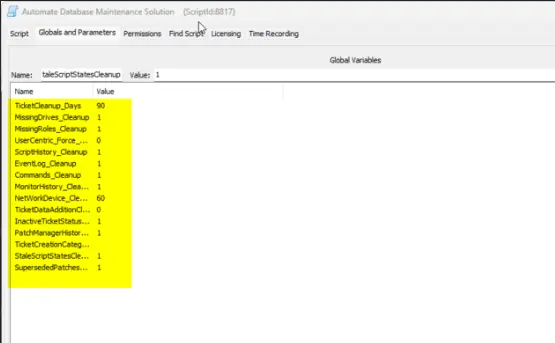 Automate Database Maintenance Solution (ScriptId:8817)
Script Globals and Parameters Permissions Find Script Licensing Time Recording
Global Variables
Name: taleScriptStatesCleanup Value: 1
Name Value
TicketCleanup_Days 90
MissingDrives_Cleanup 1
MissingRoles_Cleanup 1
UserCentric_Force_... 0
ScriptHistory_Cleanup 1
EventLog_Cleanup 1
Commands_Cleanup 1
MonitorHistory_Clea... 1
NetWorkDevice_Cle... 60
TicketDataAdditionCl... 0
InactiveTicketStatus... 1
PatchManagerHistor... 1
TicketCreationCateg...
StaleScriptStatesCle... 1
SupersededPatches... 1